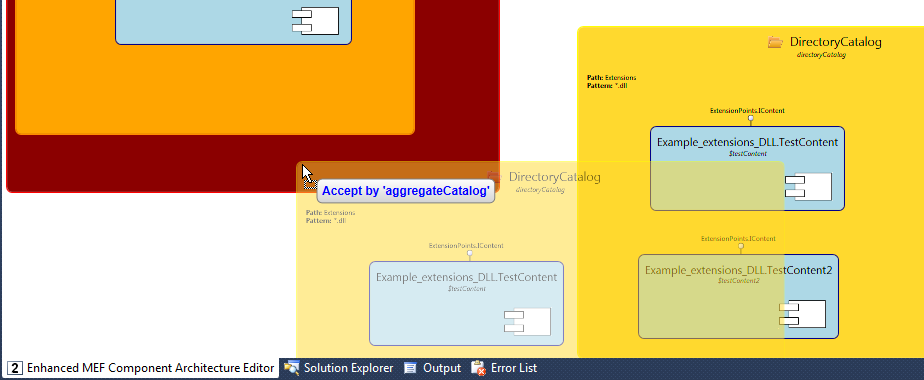 DirectoryCatalog
directoryCatalog
Path: Extensions
Pattern: *.dll
ExtensionPoints.IContent
Example_extensions_DLL.TestContent
$testContent
ExtensionPoints.IContent
Example_extensions_DLL.TestContent2
$testContent2
Accept by 'aggregateCatalog'
DirectoryCatalog
directoryCatalog
Path: Extensions
Pattern: *.dll
ExtensionPoints.IContent
Example_extensions_DLL.TestContent
$testContent
2 Enhanced MEF Component Architecture Editor Solution Explorer Output Error List